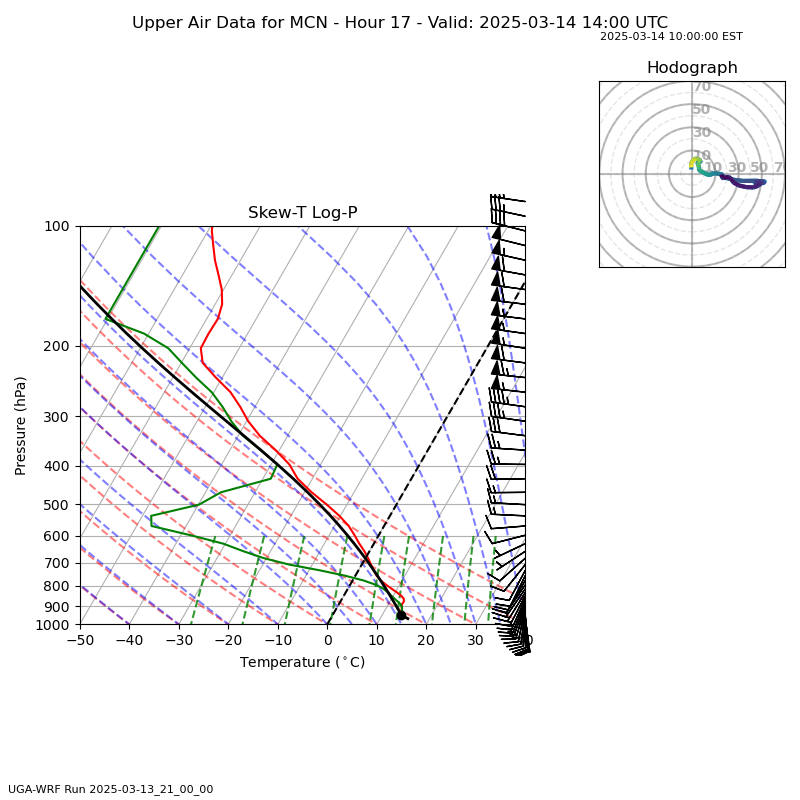 Upper Air Data for MCN - Hour 17 - Valid: 2025-03-14 14:00 UTC
2025-03-14 10:00:00 EST
Hodograph
70
50
30
10
10 30 50 7
Skew-T Log-P
100
200
300
400
500
600
700
800
900
1000
Pressure (hPa)
−50 −40 −30 −20 −10 0 10 20 30
Temperature (°C)
UGA-WRF Run 2025-03-13_21_00_00